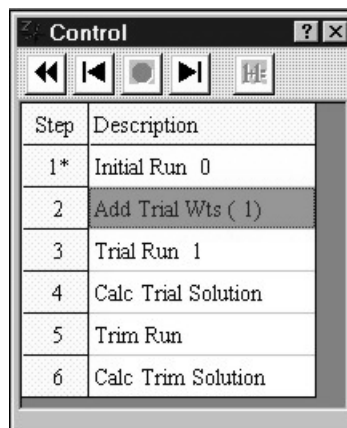 Control
Step Description
1* Initial Run 0
2 Add Trial Wts ( 1)
3 Trial Run 1
4 Calc Trial Solution
5 Trim Run
6 Calc Trim Solution